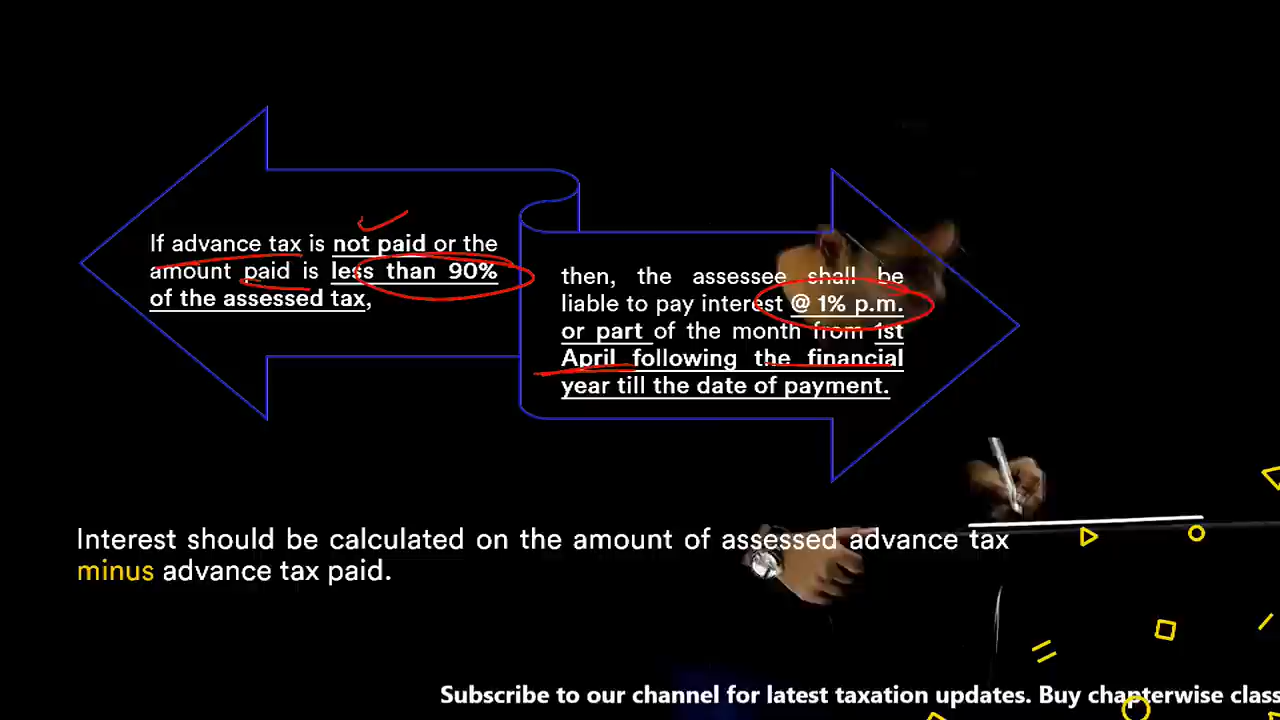 If advance tax is not paid or the
amount paid is less than 90%
of the assessed tax,
then, the assessee shall be
liable to pay interest @ 1% p.m.
or part of the month from 1st
April following the financial
year till the date of payment.
Interest should be calculated on the amount of assessed advance tax
minus advance tax paid.
Subscribe to our channel for latest taxation updates. Buy chapterwise class